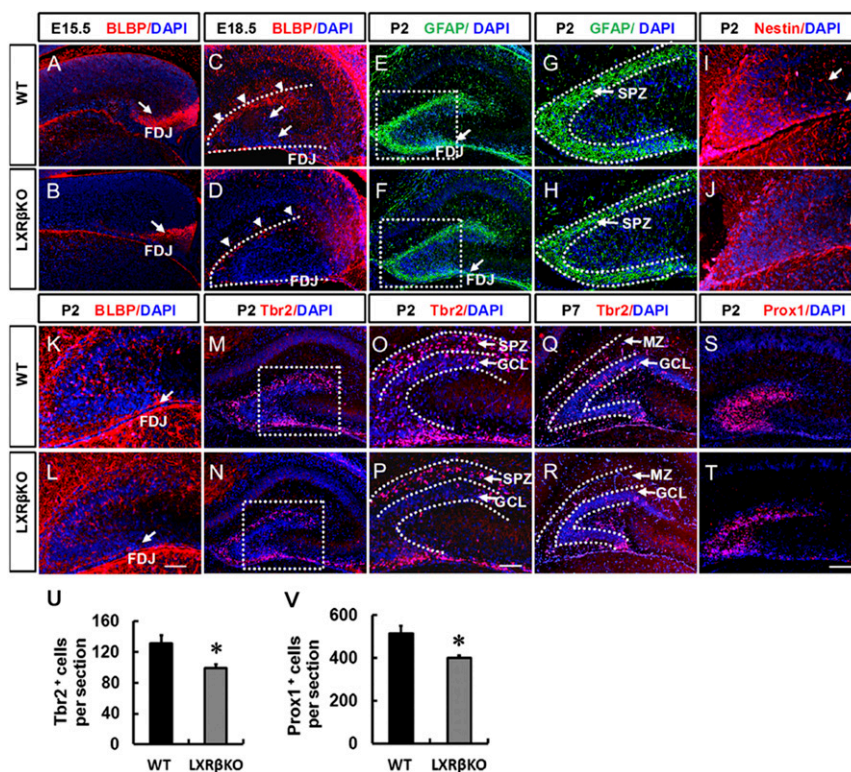 E15.5 BLBP/DAPI
E18.5 BLBP/DAPI
P2 GFAP/
P2 GFAP/
P2 Nestin/DAPI
WT
A
FDJ
C
FDJ
E
FDJ
G
SPZ
I
LXRβKO
B
FDJ
D
FDJ
F
FDJ
H
SPZ
J
P2 BLBP/DAPI
P2 Tbr2/DAPI
P2 Tbr2/DAPI
P7 Tbr2/DAPI
P2 Prox1/DAPI
WT
K
FDJ
M
O
SPZ
GCL
Q
MZ
GCL
S
LXRβKO
L
FDJ
N
P
SPZ
GCL
R
MZ
GCL
T
U
Tbr2⁺ cells
per section
160
120
80
40
0
*
WT LXRβKO
V
Prox1⁺ cells
per section
600
400
200
0
*
WT LXRβKO